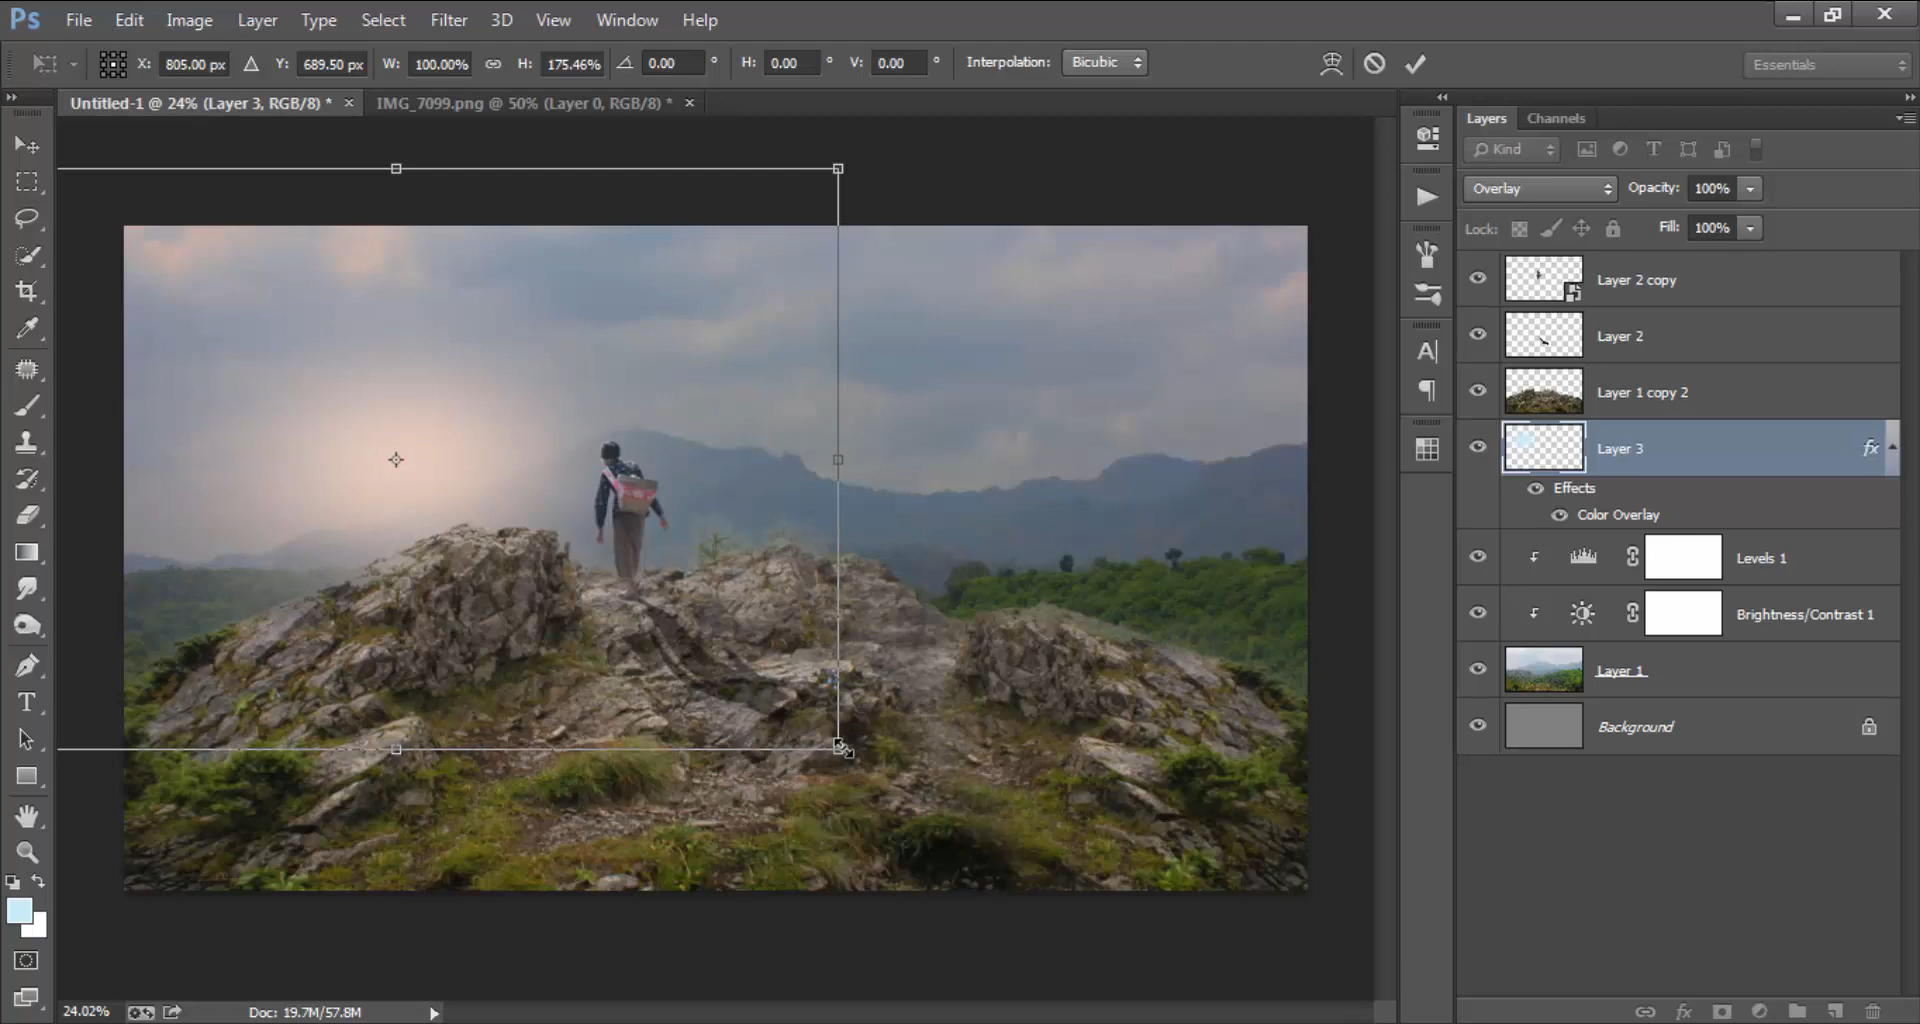 Ps File Edit Image Layer Type Select Filter 3D View Window Help
X: 805.00 px Y: 689.50 px W: 100.00% H: 175.46% 0.00 ° H: 0.00 ° V: 0.00 ° Interpolation: Bicubic Essentials
Untitled-1 @ 24% (Layer 3, RGB/8) * × IMG_7099.png @ 50% (Layer 0, RGB/8) * ×
Layers Channels
Kind
Overlay Opacity: 100%
Lock: Fill: 100%
Layer 2 copy
Layer 2
Layer 1 copy 2
Layer 3 fx
Effects
Color Overlay
Levels 1
Brightness/Contrast 1
Layer 1
Background
24.02% Doc: 19.7M/57.8M fx